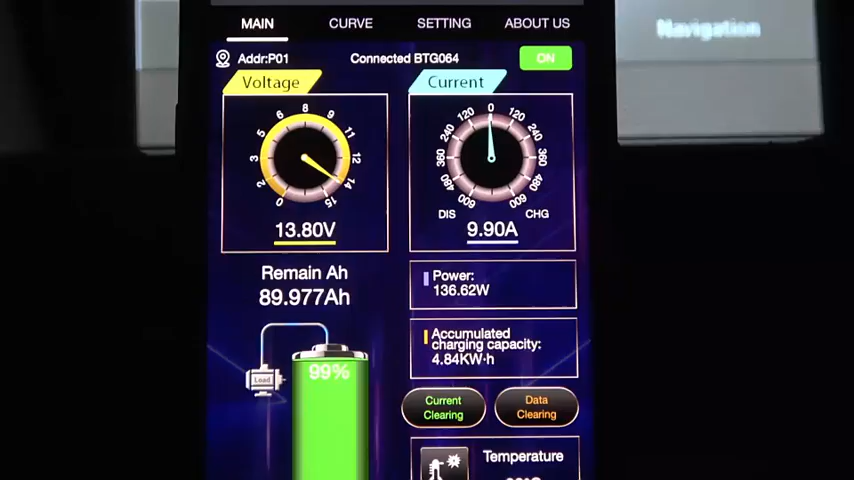 Navigation
MAIN CURVE SETTING ABOUT US
Addr:P01 Connected BTG064 ON
Voltage
0 2 3 5 6 8 9 11 12 14 15
13.80V
Current
600 480 360 240 120 0 120 240 360 480 600
DIS CHG
9.90A
Remain Ah
89.977Ah
Power:
136.62W
Accumulated
charging capacity:
4.84KW·h
Load
99%
Current
Clearing
Data
Clearing
Temperature